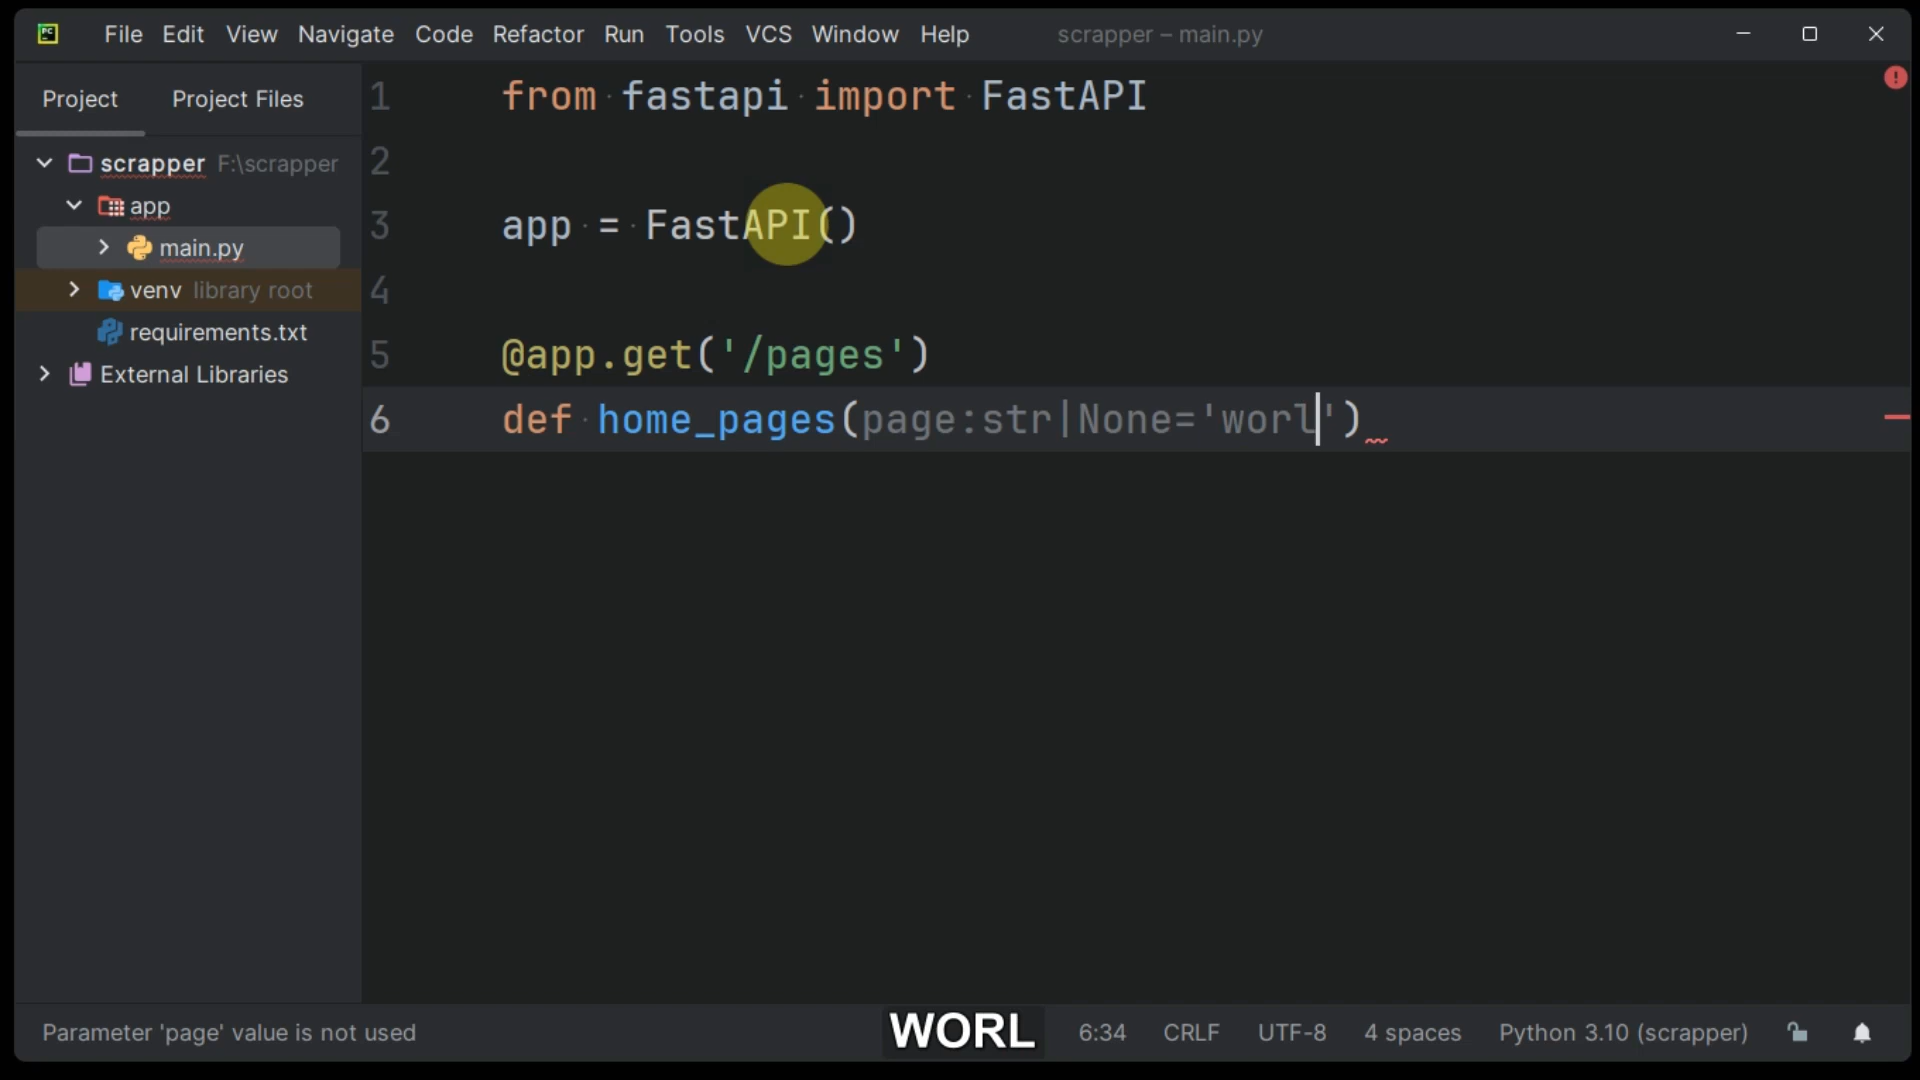 PC
File Edit View Navigate Code Refactor Run Tools VCS Window Help scrapper – main.py
Project Project Files
scrapper F:\scrapper
app
main.py
venv library root
requirements.txt
External Libraries
1 from fastapi import FastAPI
2
3 app = FastAPI()
4
5 @app.get('/pages')
6 def home_pages(page:str|None='worl')
Parameter 'page' value is not used WORL 6:34 CRLF UTF-8 4 spaces Python 3.10 (scrapper)